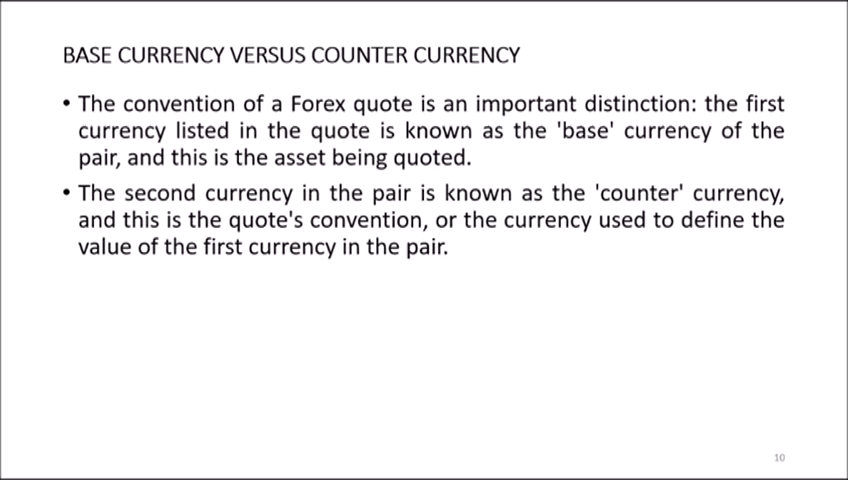 BASE CURRENCY VERSUS COUNTER CURRENCY
• The convention of a Forex quote is an important distinction: the first
currency listed in the quote is known as the 'base' currency of the
pair, and this is the asset being quoted.
• The second currency in the pair is known as the 'counter' currency,
and this is the quote's convention, or the currency used to define the
value of the first currency in the pair.
10